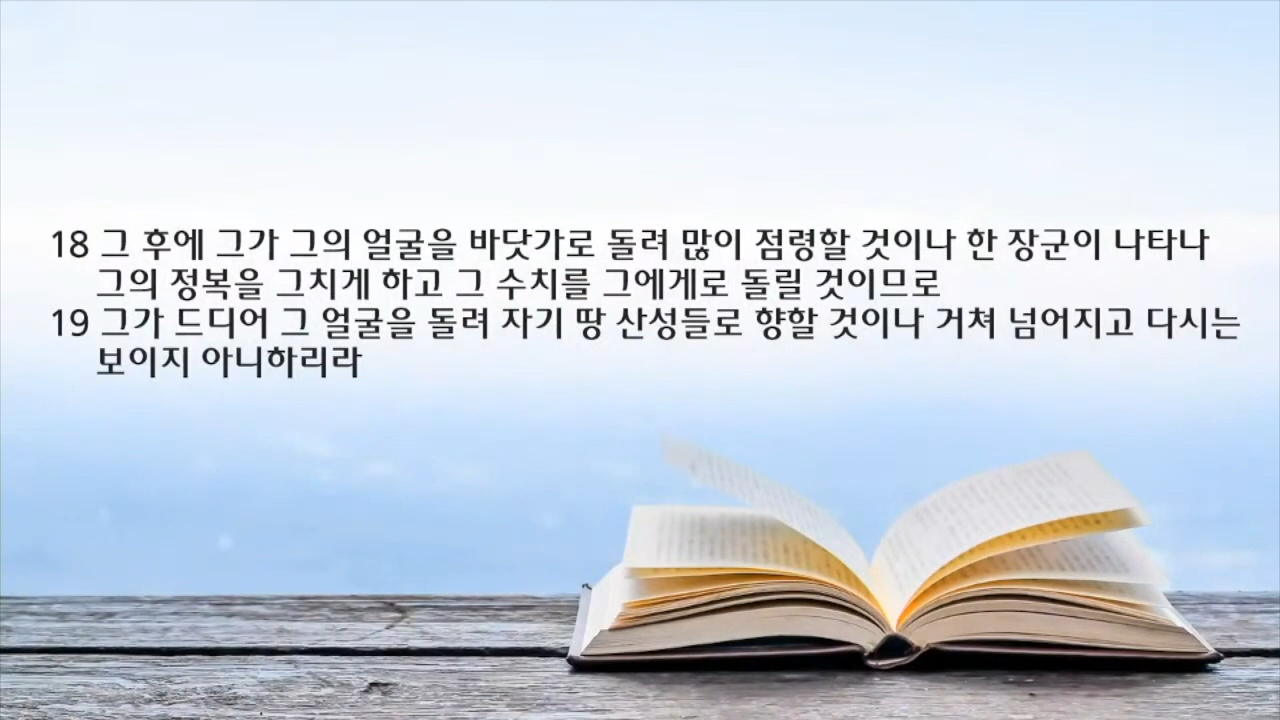 18 그 후에 그가 그의 얼굴을 바닷가로 돌려 많이 점령할 것이나 한 장군이 나타나
그의 정복을 그치게 하고 그 수치를 그에게로 돌릴 것이므로
19 그가 드디어 그 얼굴을 돌려 자기 땅 산성들로 향할 것이나 거쳐 넘어지고 다시는
보이지 아니하리라